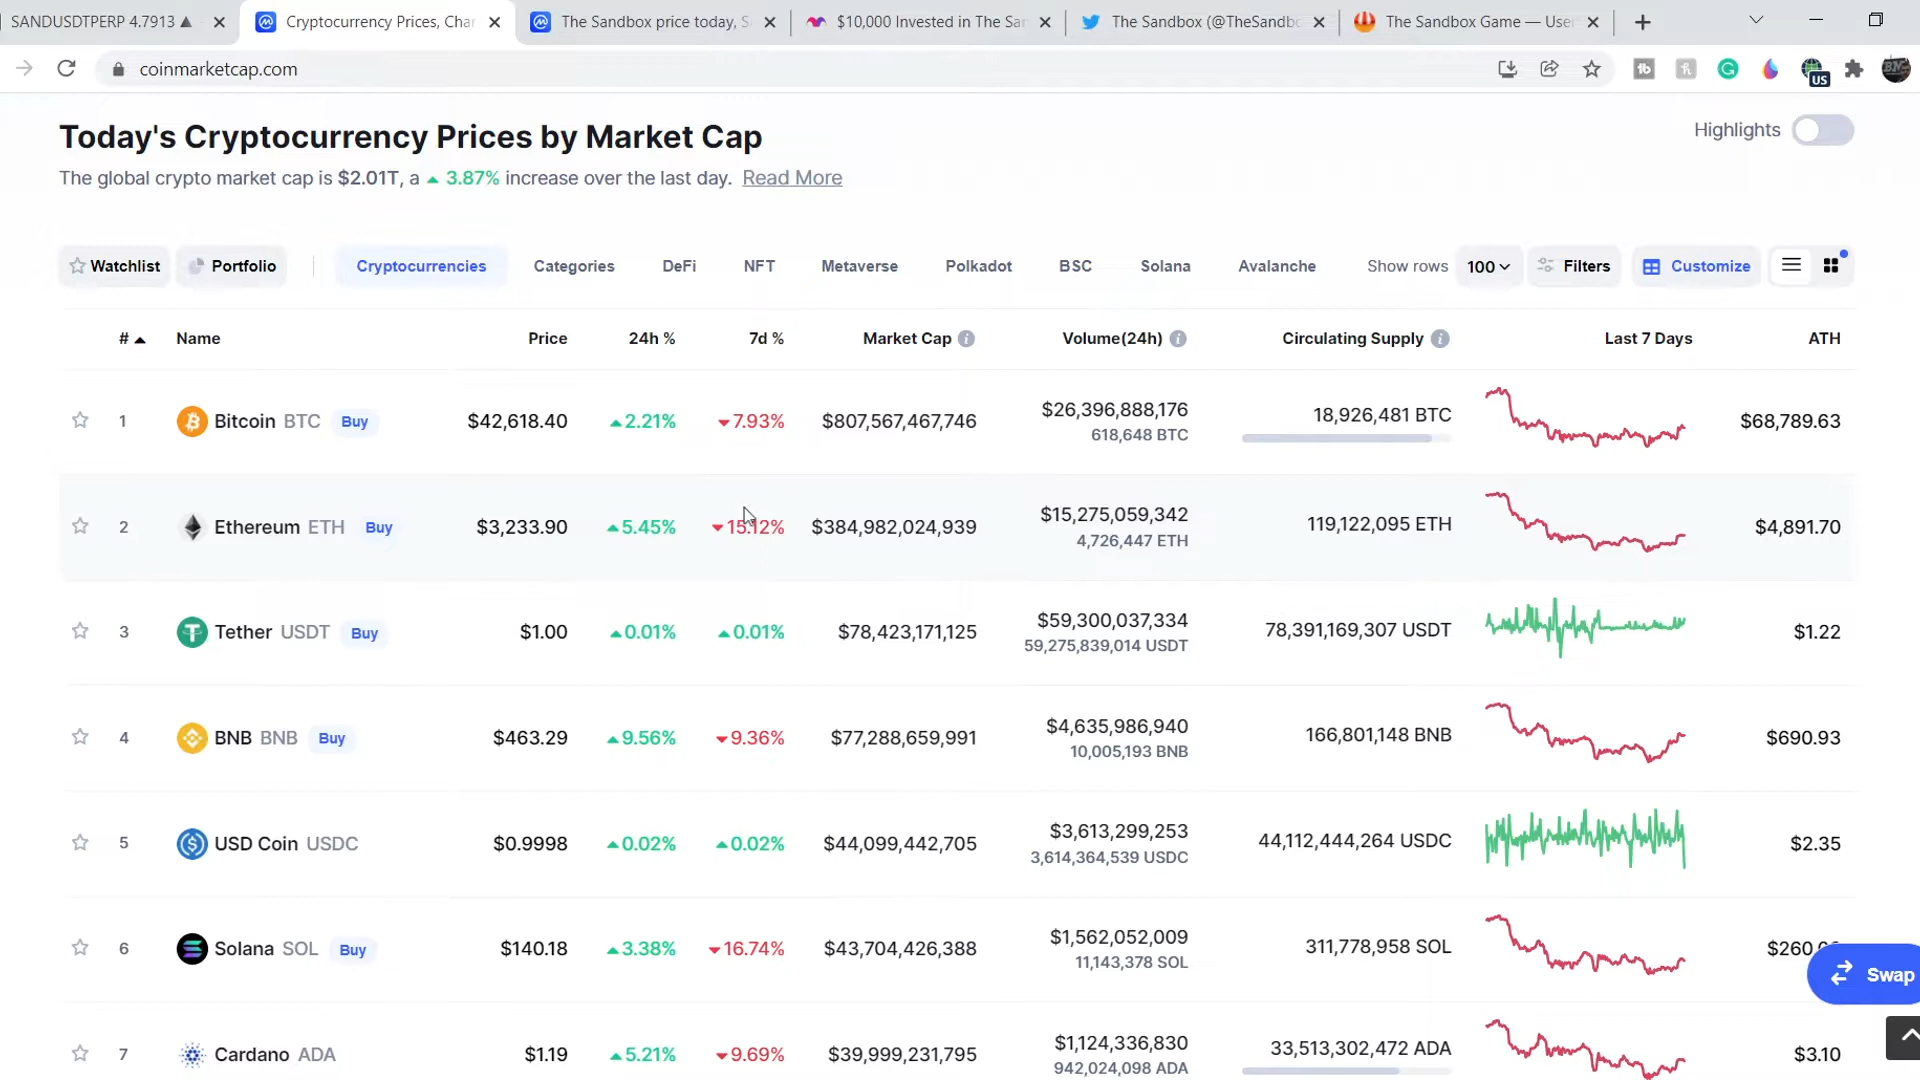 SANDUSDTPERP 4.7913 ▲
Cryptocurrency Prices, Char
The Sandbox price today, S
$10,000 Invested in The Sa
The Sandbox (@TheSandbo
The Sandbox Game — User
coinmarketcap.com
US
Today's Cryptocurrency Prices by Market Cap
Highlights
The global crypto market cap is $2.01T, a ▲ 3.87% increase over the last day. Read More
Watchlist Portfolio Cryptocurrencies Categories DeFi NFT Metaverse Polkadot BSC Solana Avalanche Show rows 100 Filters Customize
# Name Price 24h % 7d % Market Cap Volume(24h) Circulating Supply Last 7 Days ATH
1 Bitcoin BTC Buy $42,618.40 ▲2.21% ▼7.93% $807,567,467,746 $26,396,888,176 18,926,481 BTC $68,789.63
618,648 BTC
2 Ethereum ETH Buy $3,233.90 ▲5.45% ▼15.12% $384,982,024,939 $15,275,059,342 119,122,095 ETH $4,891.70
4,726,447 ETH
3 Tether USDT Buy $1.00 ▲0.01% ▲0.01% $78,423,171,125 $59,300,037,334 78,391,169,307 USDT $1.22
59,275,839,014 USDT
4 BNB BNB Buy $463.29 ▲9.56% ▼9.36% $77,288,659,991 $4,635,986,940 166,801,148 BNB $690.93
10,005,193 BNB
5 USD Coin USDC $0.9998 ▲0.02% ▲0.02% $44,099,442,705 $3,613,299,253 44,112,444,264 USDC $2.35
3,614,364,539 USDC
6 Solana SOL Buy $140.18 ▲3.38% ▼16.74% $43,704,426,388 $1,562,052,009 311,778,958 SOL
11,143,378 SOL
Swap
7 Cardano ADA $1.19 ▲5.21% ▼9.69% $39,999,231,795 $1,124,336,830 33,513,302,472 ADA $3.10
942,024,098 ADA